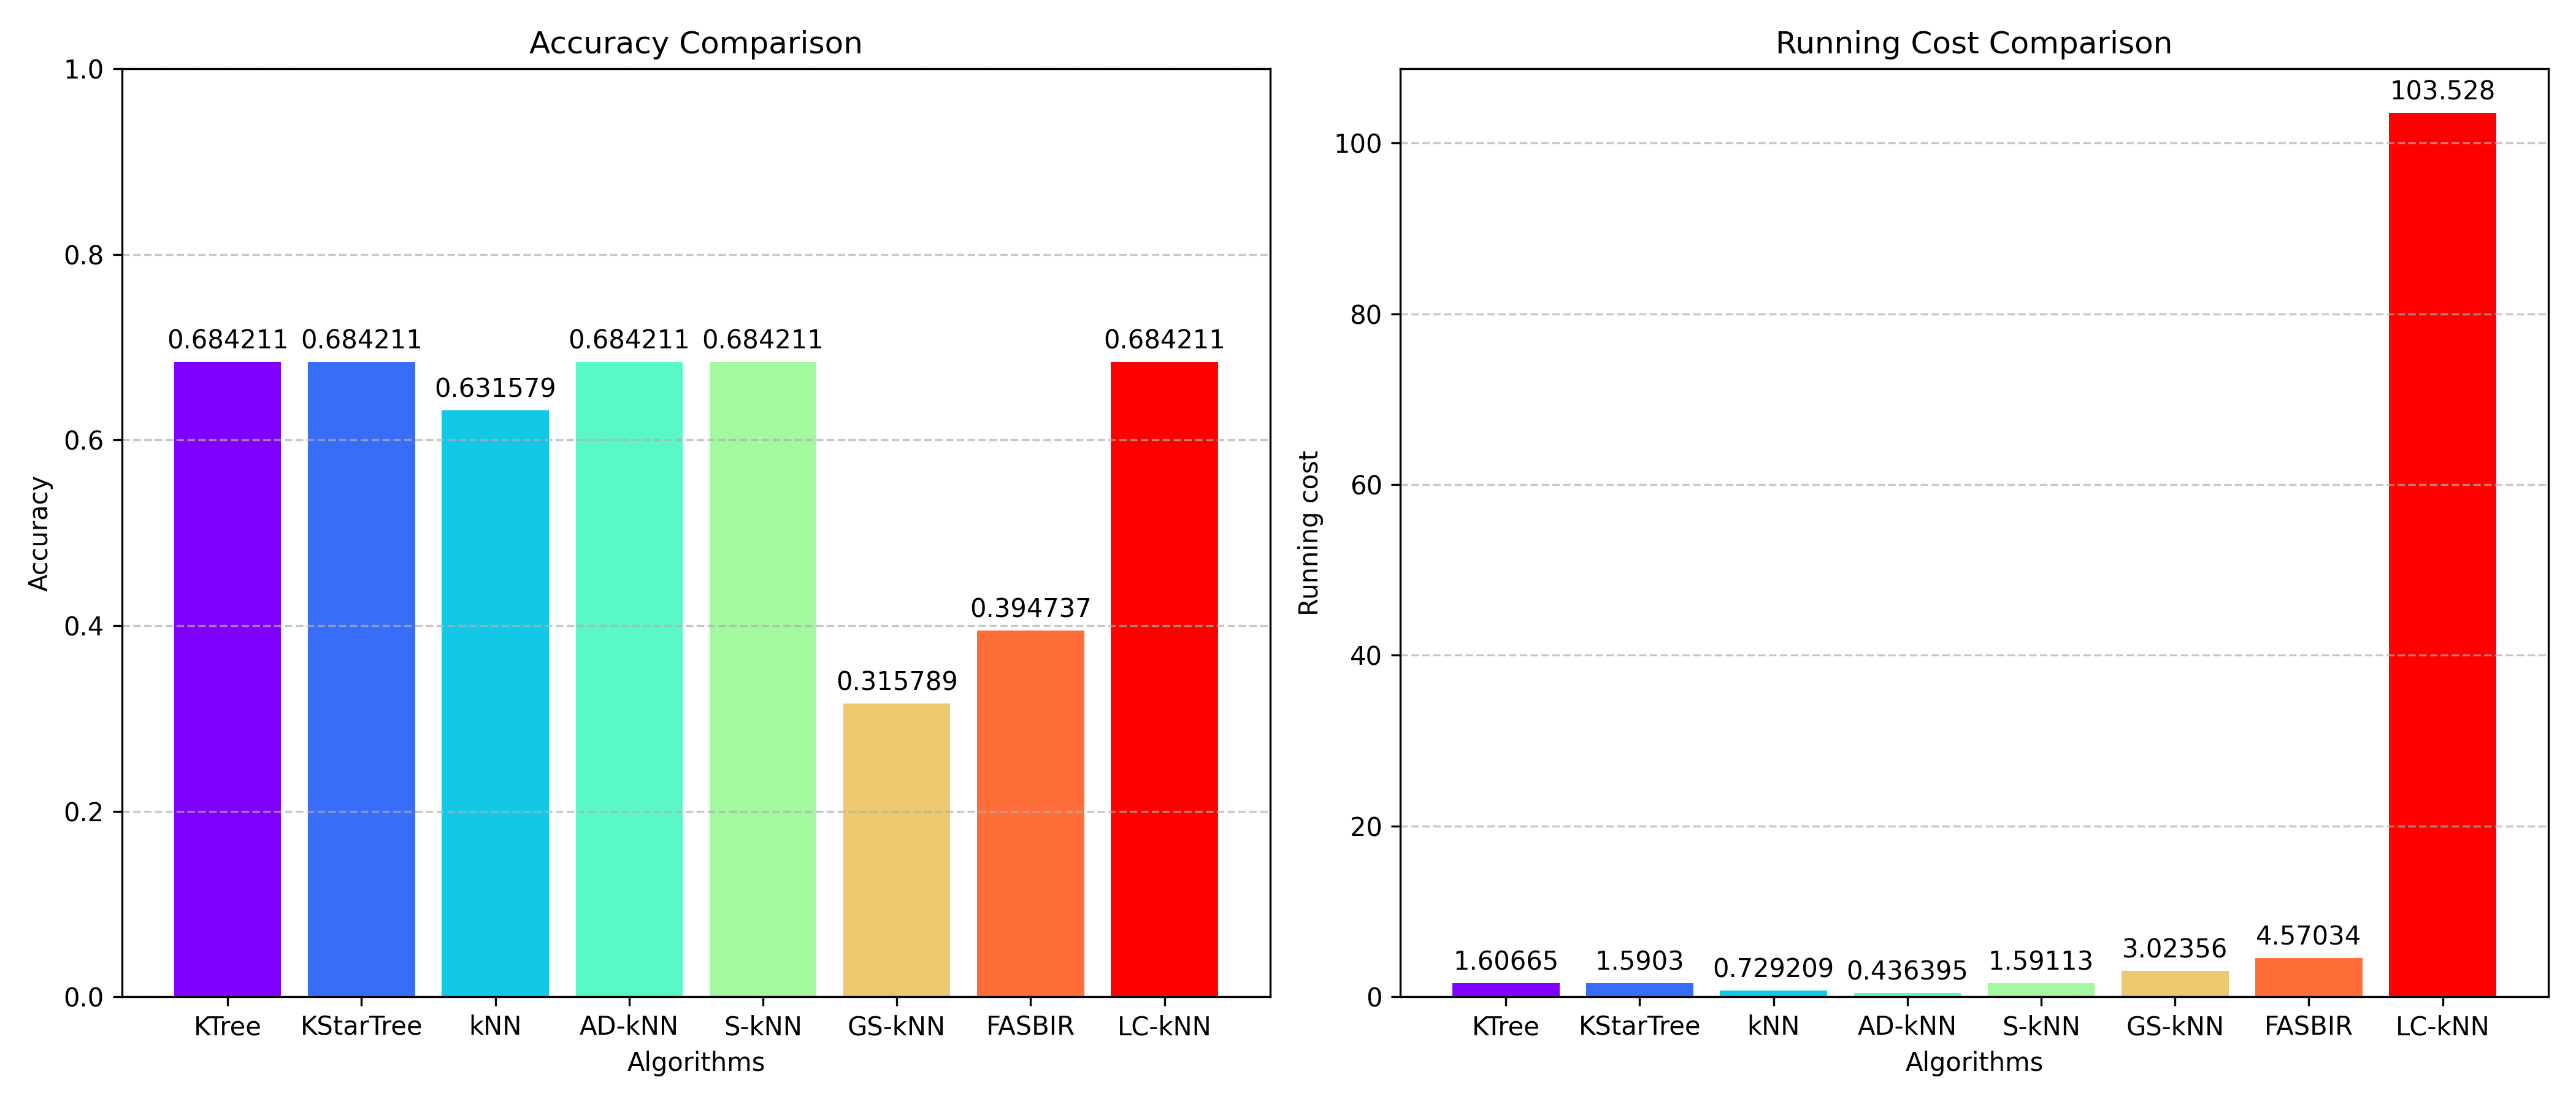 Accuracy Comparison
1.0
0.8
0.6
0.4
0.2
0.0
Accuracy
0.684211
0.684211
0.631579
0.684211
0.684211
0.315789
0.394737
0.684211
KTree
KStarTree
kNN
AD-kNN
S-kNN
GS-kNN
FASBIR
LC-kNN
Algorithms
Running Cost Comparison
100
80
60
40
20
0
Running cost
1.60665
1.5903
0.729209
0.436395
1.59113
3.02356
4.57034
103.528
KTree
KStarTree
kNN
AD-kNN
S-kNN
GS-kNN
FASBIR
LC-kNN
Algorithms